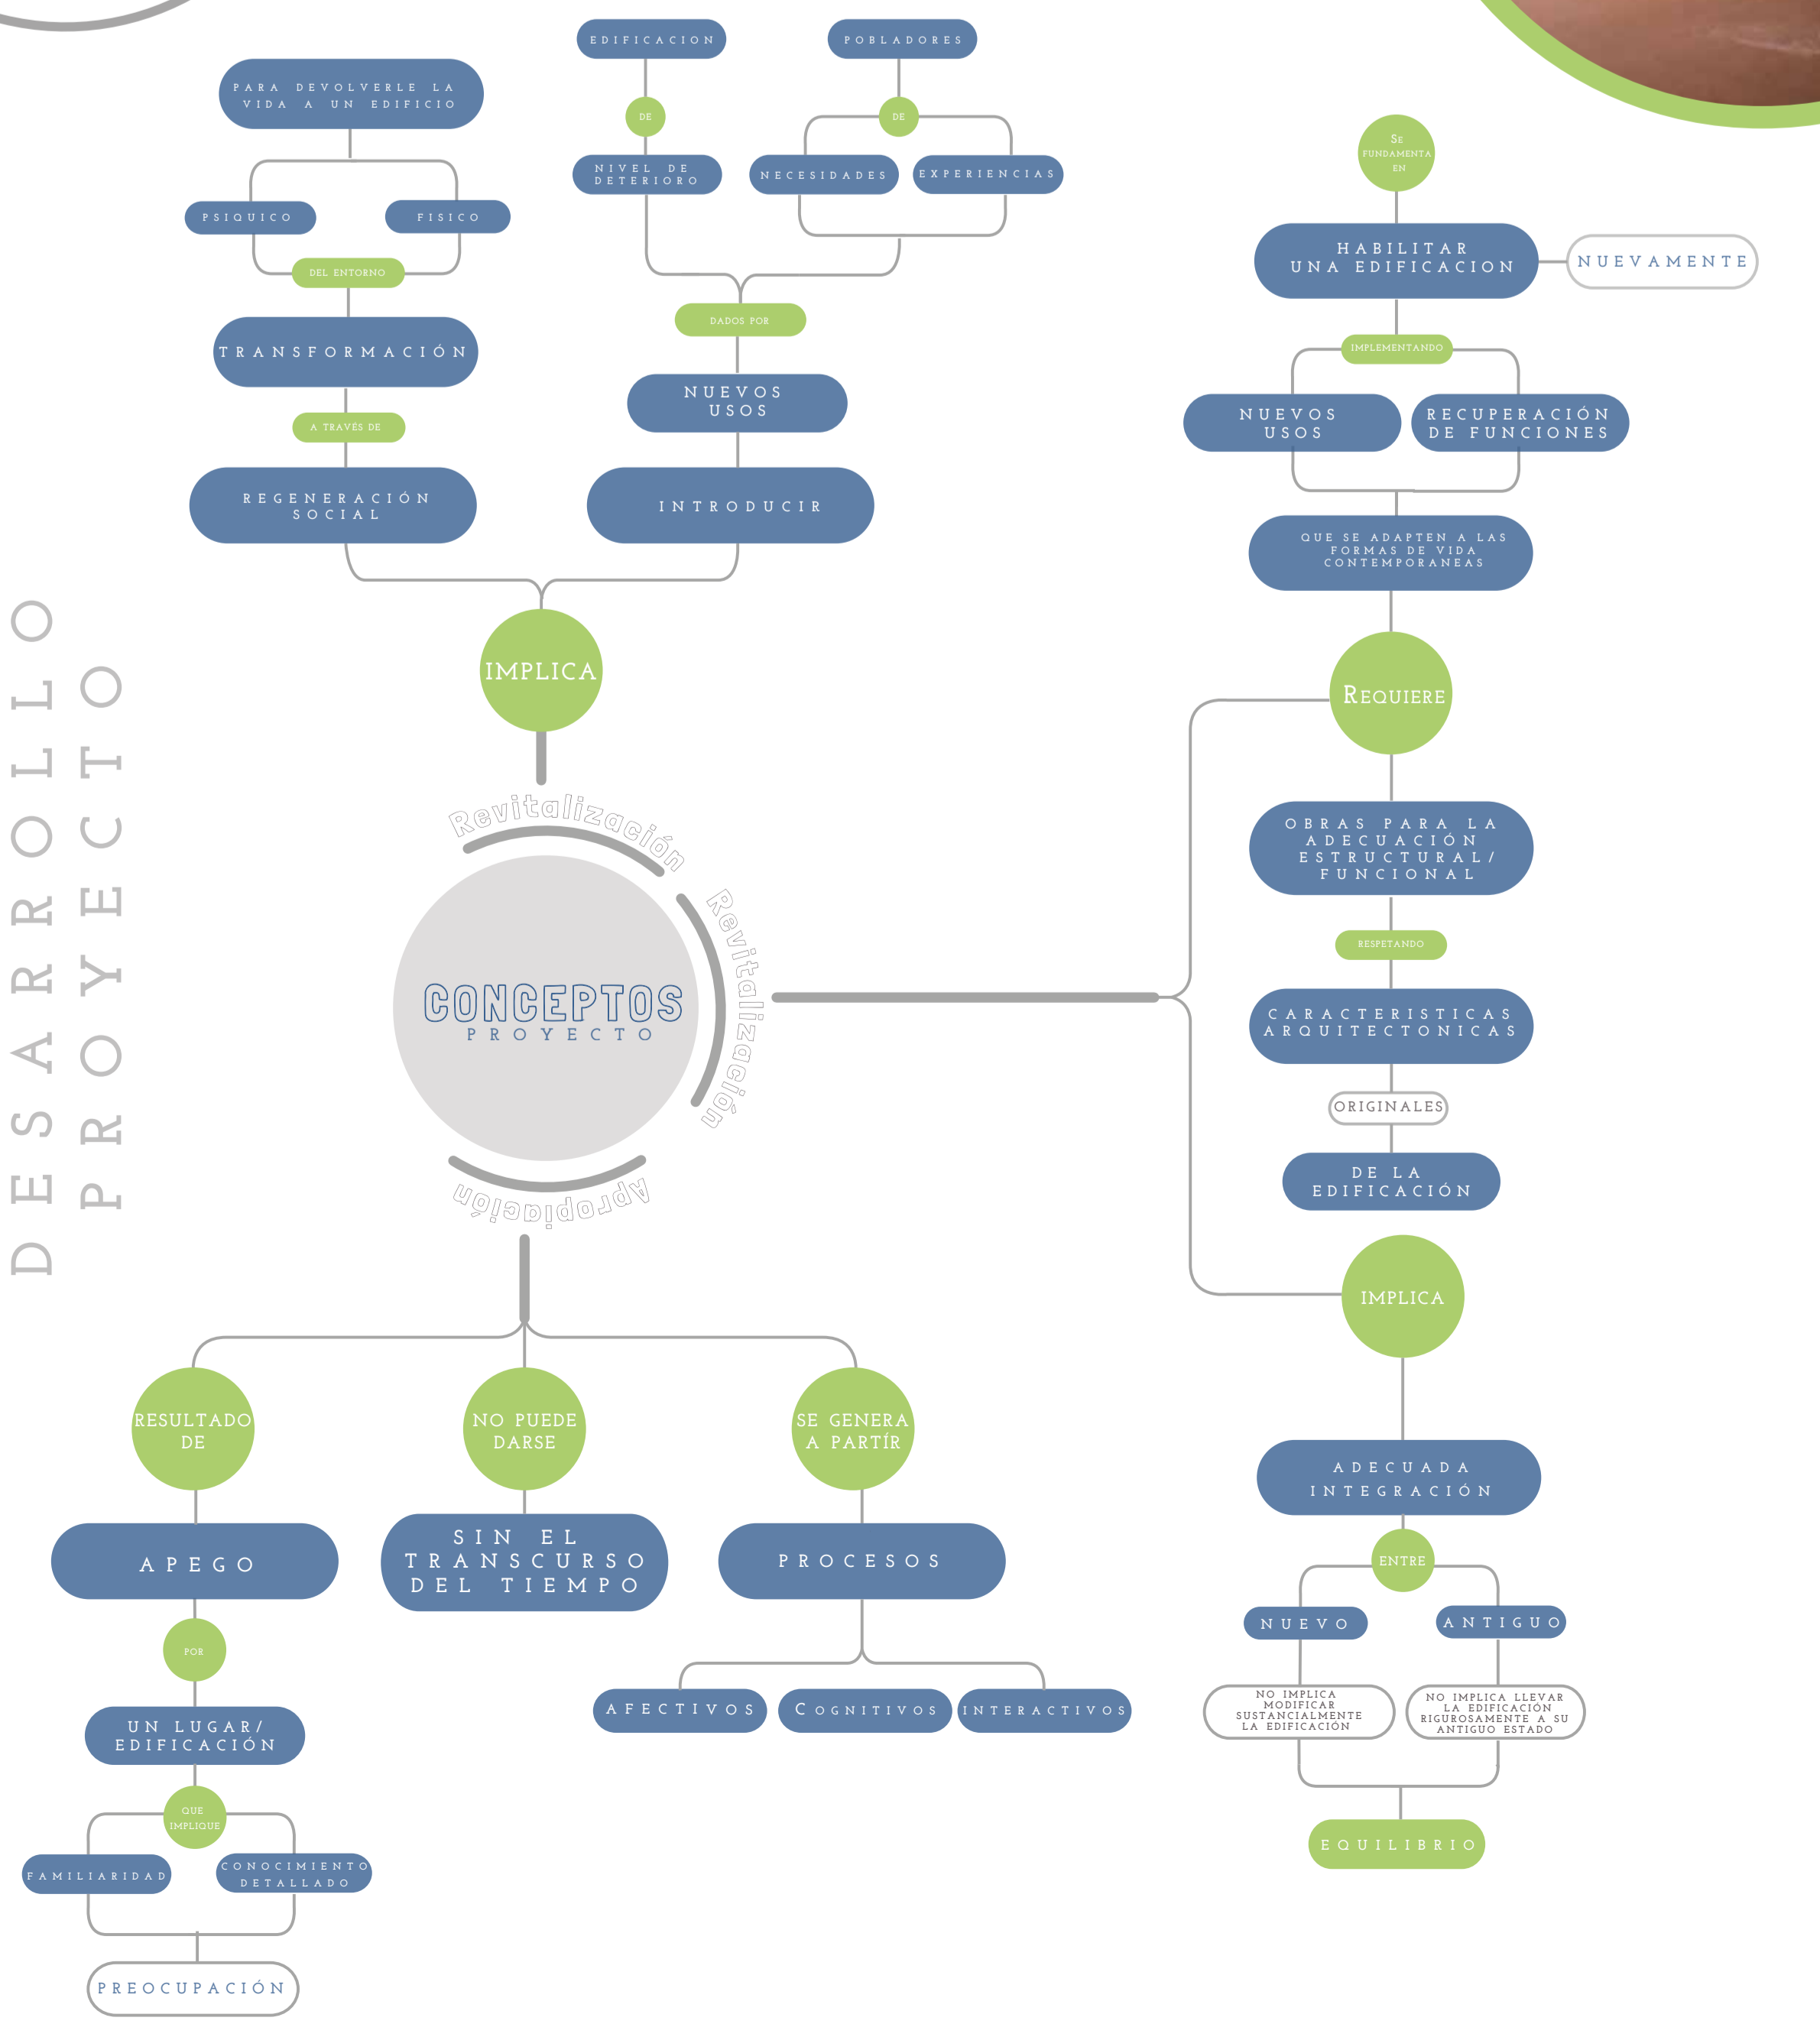 EDIFICACION
POBLADORES
PARA DEVOLVERLE LA
VIDA A UN EDIFICIO
DE
DE
NIVEL DE
DETERIORO
NECESIDADES
EXPERIENCIAS
PSIQUICO
FISICO
DEL ENTORNO
DADOS POR
TRANSFORMACIÓN
NUEVOS
USOS
A TRAVÉS DE
REGENERACIÓN
SOCIAL
INTRODUCIR
IMPLICA
SE
FUNDAMENTA
EN
HABILITAR
UNA EDIFICACION
NUEVAMENTE
IMPLEMENTANDO
NUEVOS
USOS
RECUPERACIÓN
DE FUNCIONES
QUE SE ADAPTEN A LAS
FORMAS DE VIDA
CONTEMPORANEAS
REQUIERE
OBRAS PARA LA
ADECUACIÓN
ESTRUCTURAL/
FUNCIONAL
RESPETANDO
CARACTERISTICAS
ARQUITECTONICAS
ORIGINALES
DE LA
EDIFICACIÓN
IMPLICA
ADECUADA
INTEGRACIÓN
ENTRE
NUEVO
ANTIGUO
NO IMPLICA
MODIFICAR
SUSTANCIALMENTE
LA EDIFICACIÓN
NO IMPLICA LLEVAR
LA EDIFICACIÓN
RIGUROSAMENTE A SU
ANTIGUO ESTADO
EQUILIBRIO
DESARROLLO
PROYECTO
Revitalización
Revitalización
CONCEPTOS
PROYECTO
Apropiación
RESULTADO
DE
NO PUEDE
DARSE
SE GENERA
A PARTÍR
APEGO
SIN EL
TRANSCURSO
DEL TIEMPO
PROCESOS
POR
UN LUGAR/
EDIFICACIÓN
AFECTIVOS
COGNITIVOS
INTERACTIVOS
QUE
IMPLIQUE
FAMILIARIDAD
CONOCIMIENTO
DETALLADO
PREOCUPACIÓN